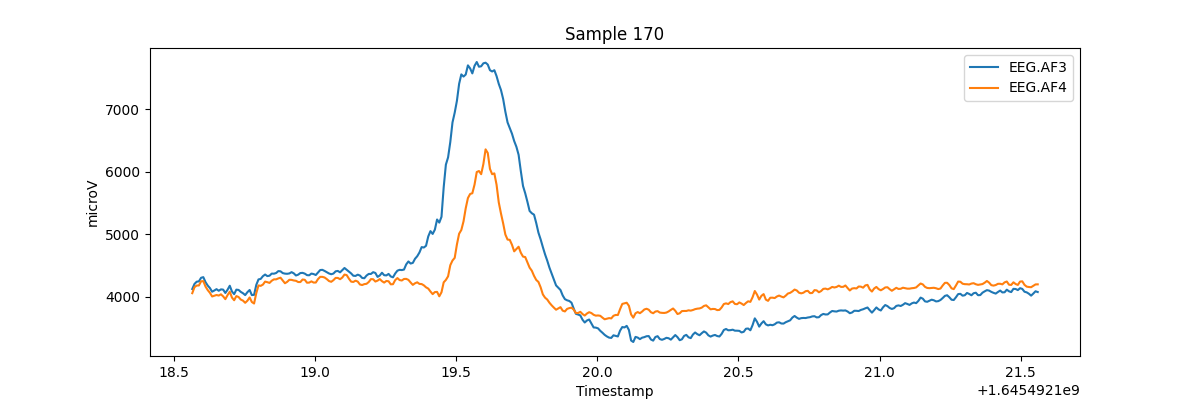 Sample 170
EEG.AF3
EEG.AF4
microV
7000
6000
5000
4000
18.5 19.0 19.5 20.0 20.5 21.0 21.5
Timestamp
+1.6454921e9